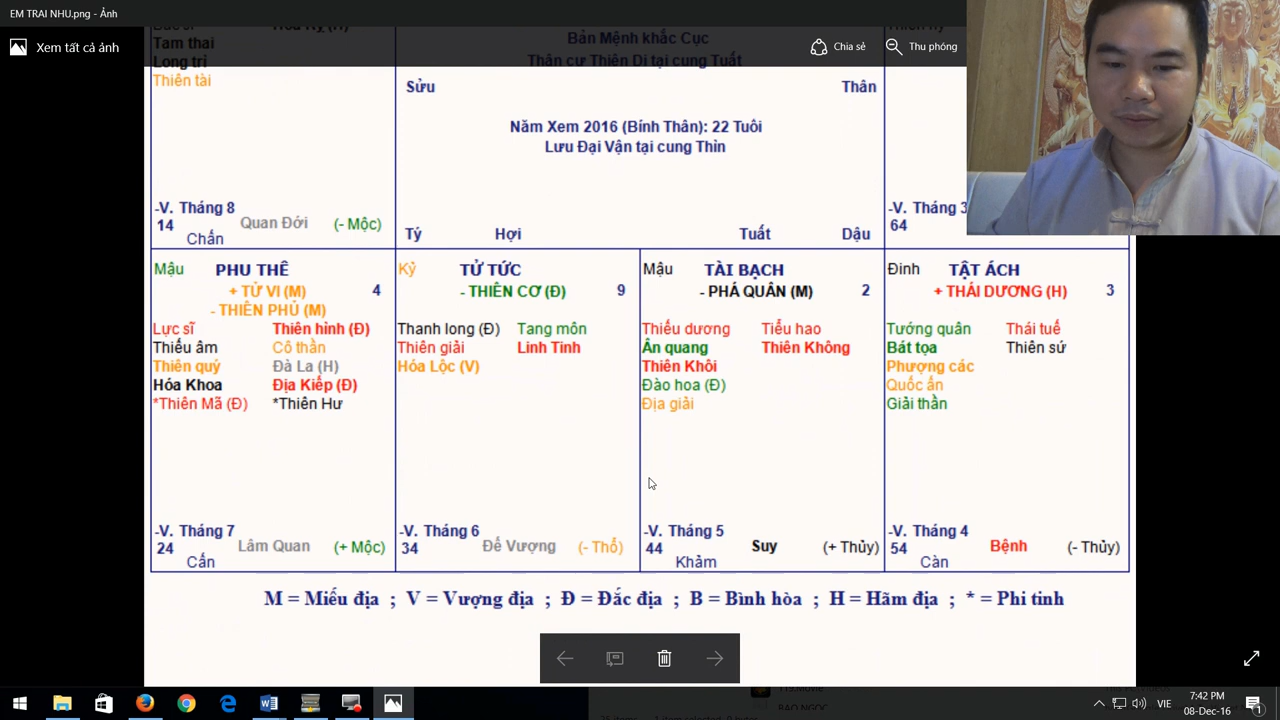 EM TRAI NHU.png - Ảnh
Xem tất cả ảnh
Chia sẻ
Thu phóng
Tam thai
Long trì
Thiên tài
-V. Tháng 8
14
Quan Đới
(- Mộc)
Chấn
Bản Mệnh khắc Cục
Thân cư Thiên Di tại cung Tuất
Sửu
Thân
Năm Xem 2016 (Bính Thân): 22 Tuổi
Lưu Đại Vận tại cung Thìn
Tý
Hợi
Tuất
Dậu
-V. Tháng 3
64
Mậu
PHU THÊ
+ TỬ VI (M)
4
- THIÊN PHỦ (M)
Lực sĩ
Thiên hình (Đ)
Thiếu âm
Cô thần
Thiên quý
Đà La (H)
Hóa Khoa
Địa Kiếp (Đ)
*Thiên Mã (Đ)
*Thiên Hư
-V. Tháng 7
24
Lâm Quan
(+ Mộc)
Cấn
Kỷ
TỬ TỨC
- THIÊN CƠ (Đ)
9
Thanh long (Đ)
Tang môn
Thiên giải
Linh Tinh
Hóa Lộc (V)
-V. Tháng 6
34
Đế Vượng
(- Thổ)
Mậu
TÀI BẠCH
- PHÁ QUÂN (M)
2
Thiếu dương
Tiểu hao
Ân quang
Thiên Không
Thiên Khôi
Đào hoa (Đ)
Địa giải
-V. Tháng 5
44
Suy
(+ Thủy)
Khảm
Đinh
TẬT ÁCH
+ THÁI DƯƠNG (H)
3
Tướng quân
Thái tuế
Bát tọa
Thiên sứ
Phượng các
Quốc ấn
Giải thần
-V. Tháng 4
54
Bệnh
(- Thủy)
Càn
M = Miếu địa ; V = Vượng địa ; Đ = Đắc địa ; B = Bình hòa ; H = Hãm địa ; * = Phi tinh
VIE
7:42 PM
08-Dec-16